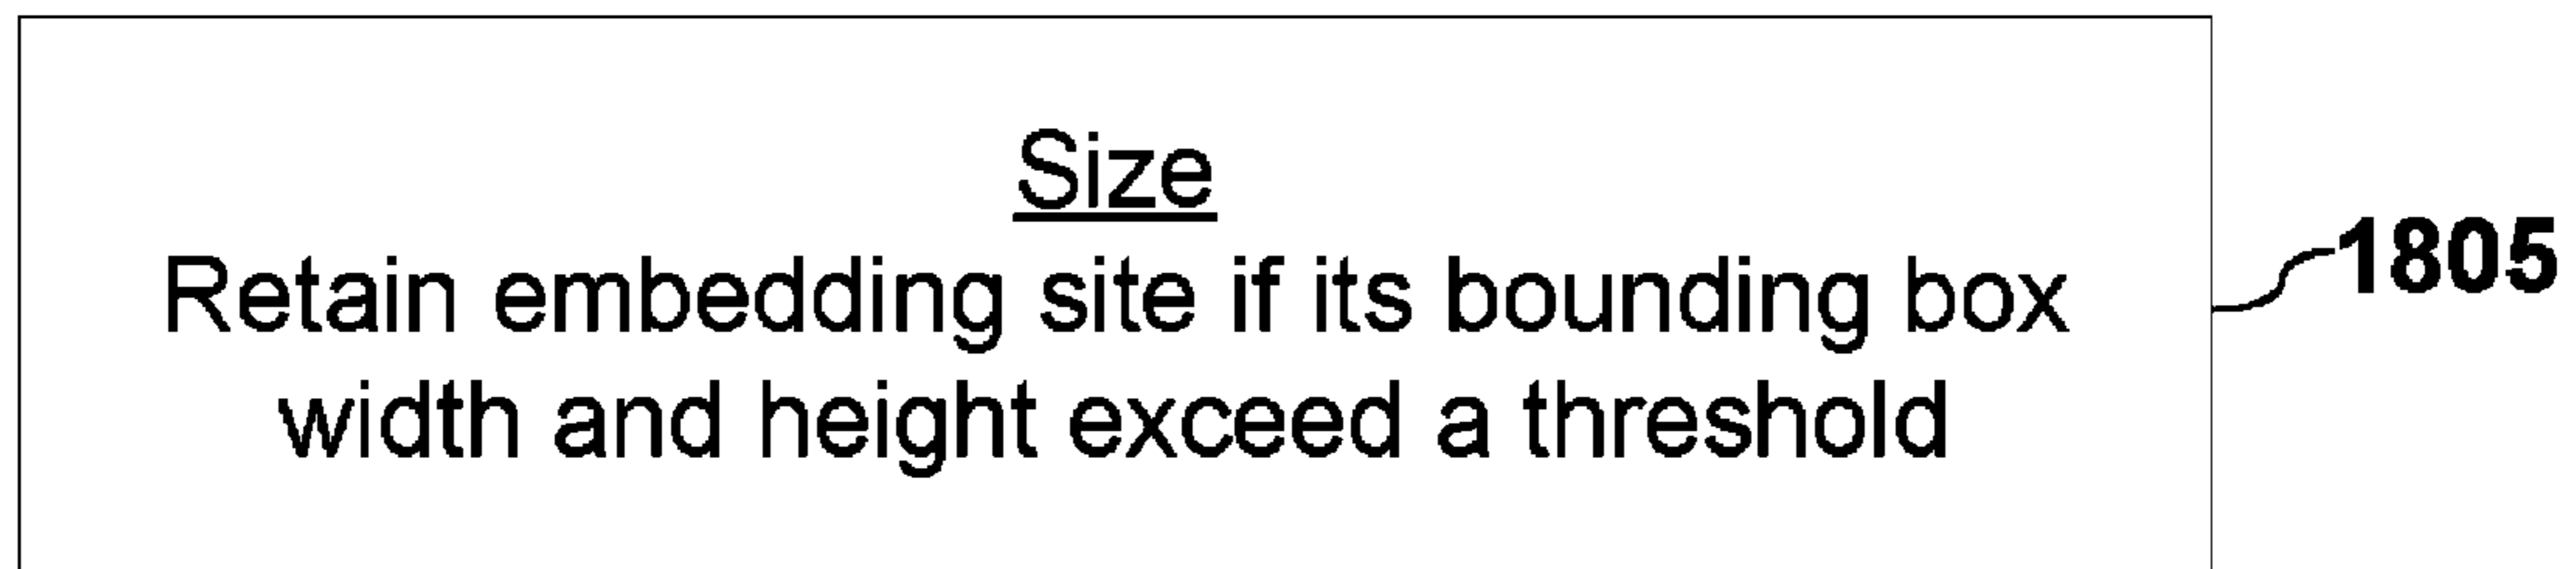 Size
Retain embedding site if its bounding box
width and height exceed a threshold
1805